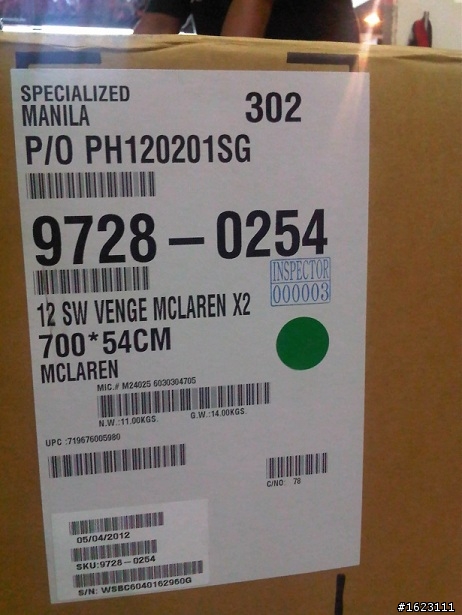 SPECIALIZED
MANILA
302
P/O PH120201SG
9728-0254
INSPECTOR
000003
12 SW VENGE MCLAREN X2
700*54CM
MCLAREN
MIC.# M24025 6030304705
N.W.:11.00KGS. G.W.:14.00KGS
UPC :719676005980
C/NO: 78
05/04/2012
SKU:9728-0254
S/N: WSBC604016296OG
#1623111